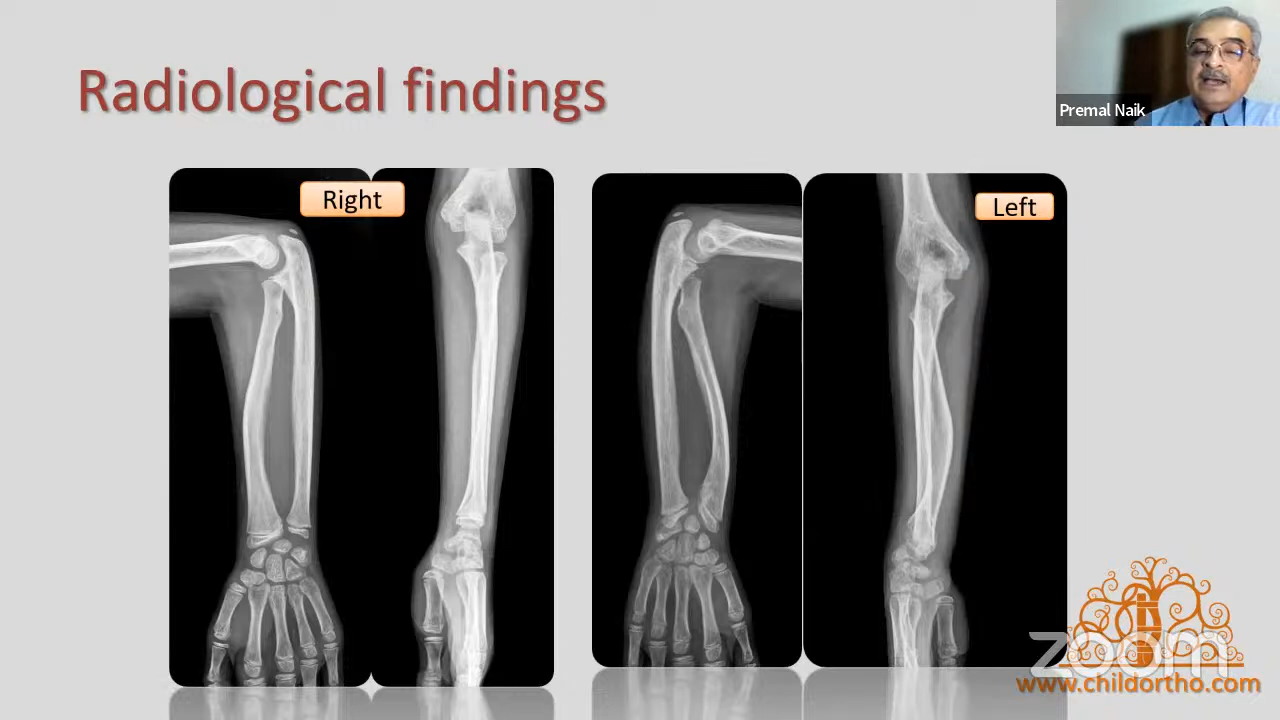 Radiological findings
Premal Naik
Right
Left
zoom
www.childortho.com